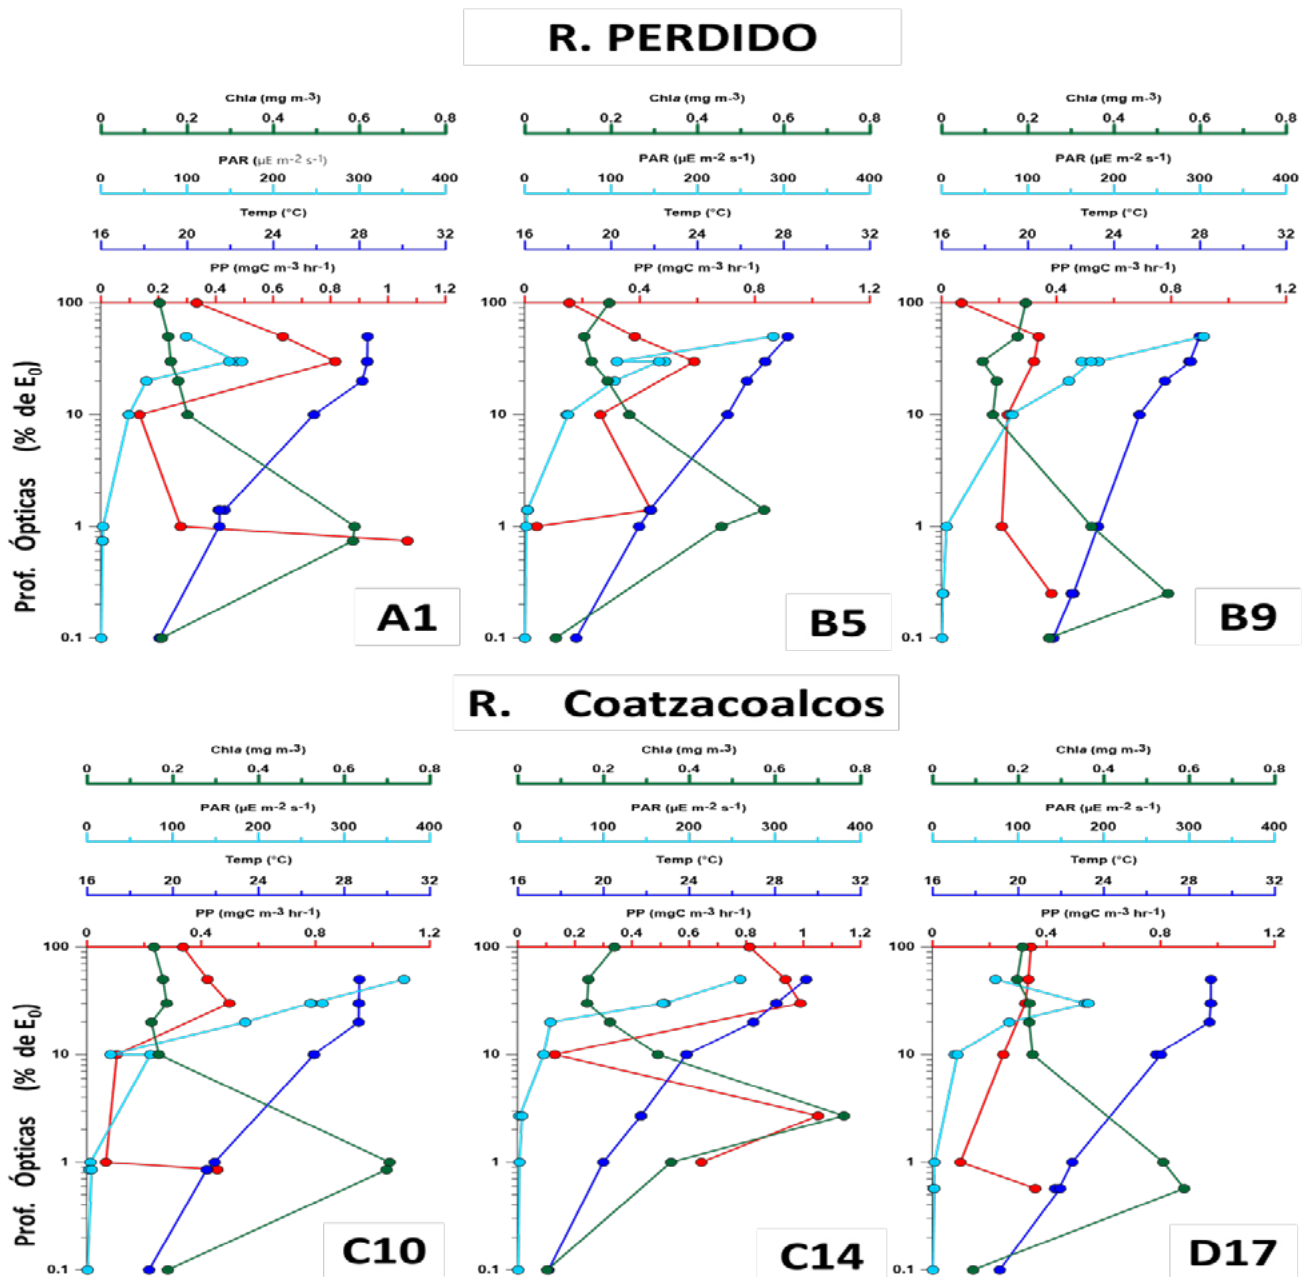 R. PERDIDO
Chla (mg m-3) Chla (mg m-3) Chla (mg m-3)
0 0.2 0.4 0.6 0.8 0 0.2 0.4 0.6 0.8 0 0.2 0.4 0.6 0.8
PAR (µE m-2 s-1) PAR (µE m-2 s-1) PAR (µE m-2 s-1)
0 100 200 300 400 0 100 200 300 400 0 100 200 300 400
Temp (°C) Temp (°C) Temp (°C)
16 20 24 28 32 16 20 24 28 32 16 20 24 28 32
PP (mgC m-3 hr-1) PP (mgC m-3 hr-1) PP (mgC m-3 hr-1)
0 0.2 0.4 0.6 0.8 1 1.2 0 0.4 0.8 1.2 0 0.4 0.8 1.2
100
10
1
0.1
Prof. Ópticas (% de E0)
A1 B5 B9
R. Coatzacoalcos
Chla (mg m-3) Chla (mg m-3) Chla (mg m-3)
0 0.2 0.4 0.6 0.8 0 0.2 0.4 0.6 0.8 0 0.2 0.4 0.6 0.8
PAR (µE m-2 s-1) PAR (µE m-2 s-1) PAR (µE m-2 s-1)
0 100 200 300 400 0 100 200 300 400 0 100 200 300 400
Temp (°C) Temp (°C) Temp (°C)
16 20 24 28 32 16 20 24 28 32 16 20 24 28 32
PP (mgC m-3 hr-1) PP (mgC m-3 hr-1) PP (mgC m-3 hr-1)
0 0.4 0.8 1.2 0 0.2 0.4 0.6 0.8 1 1.2 0 0.4 0.8 1.2
100
10
1
0.1
Prof. Ópticas (% de E0)
C10 C14 D17